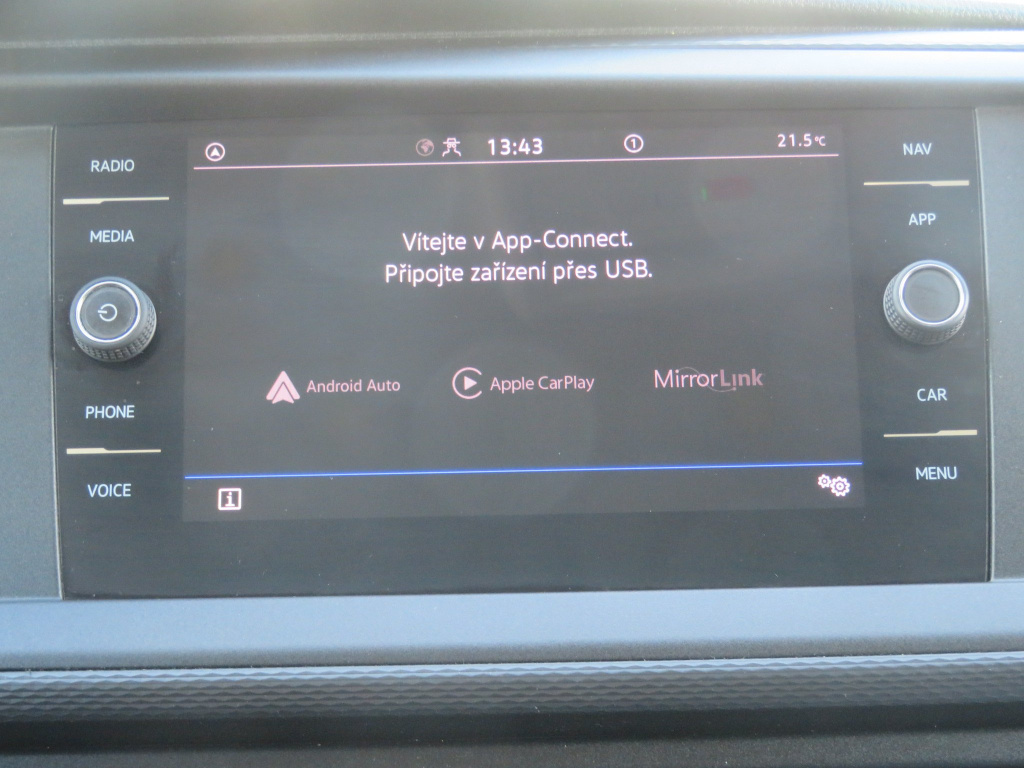 RADIO
MEDIA
PHONE
VOICE
13:43
1
21.5°C
Vítejte v App-Connect.
Připojte zařízení přes USB.
Android Auto
Apple CarPlay
MirrorLink
i
NAV
APP
CAR
MENU